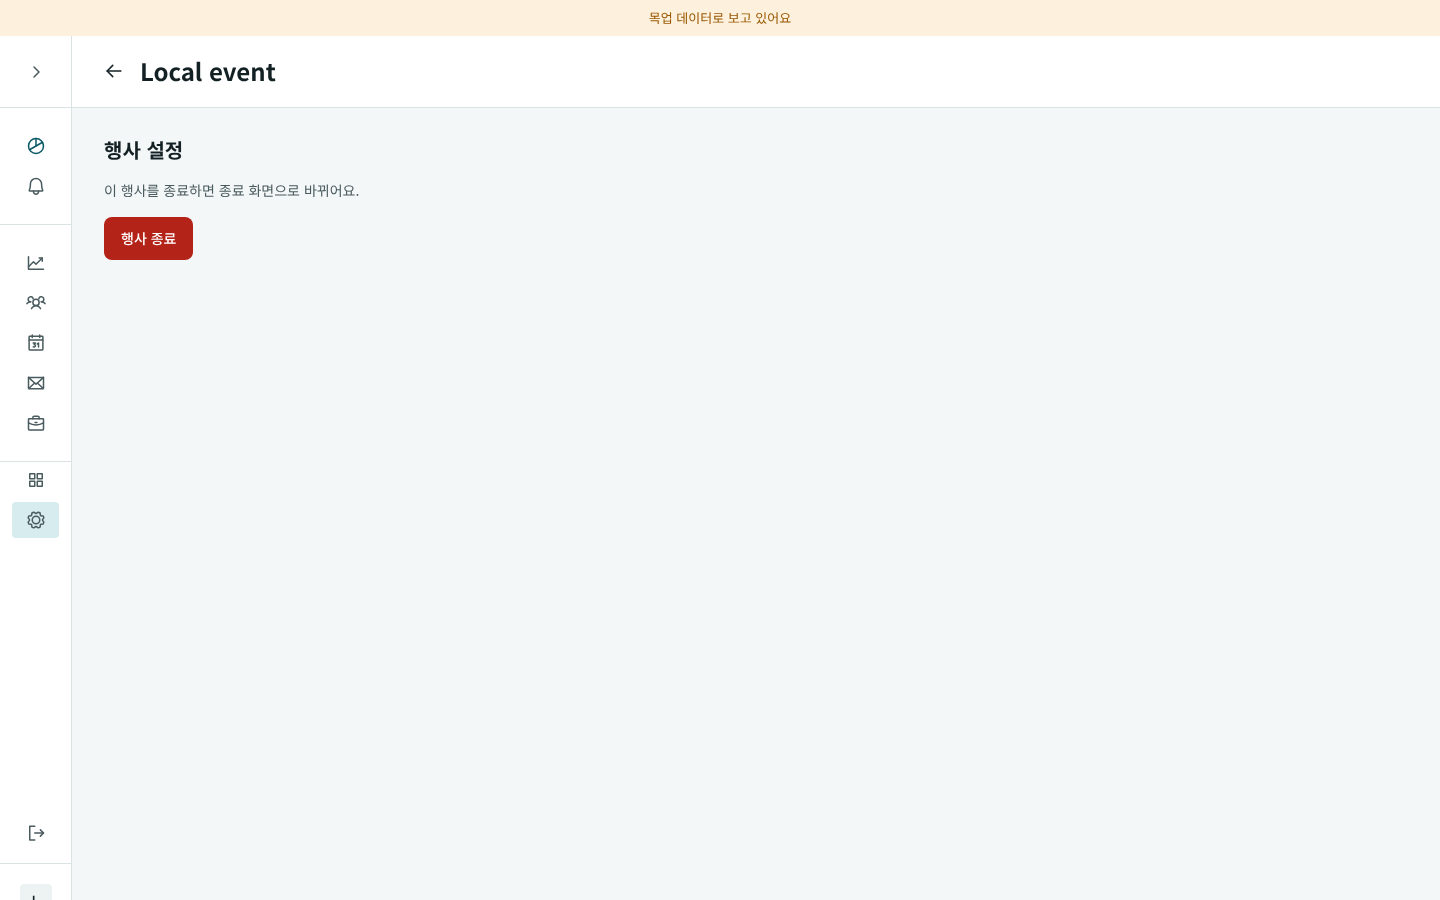 목업 데이터로 보고 있어요
Local event
행사 설정
이 행사를 종료하면 종료 화면으로 바뀌어요.
행사 종료
31